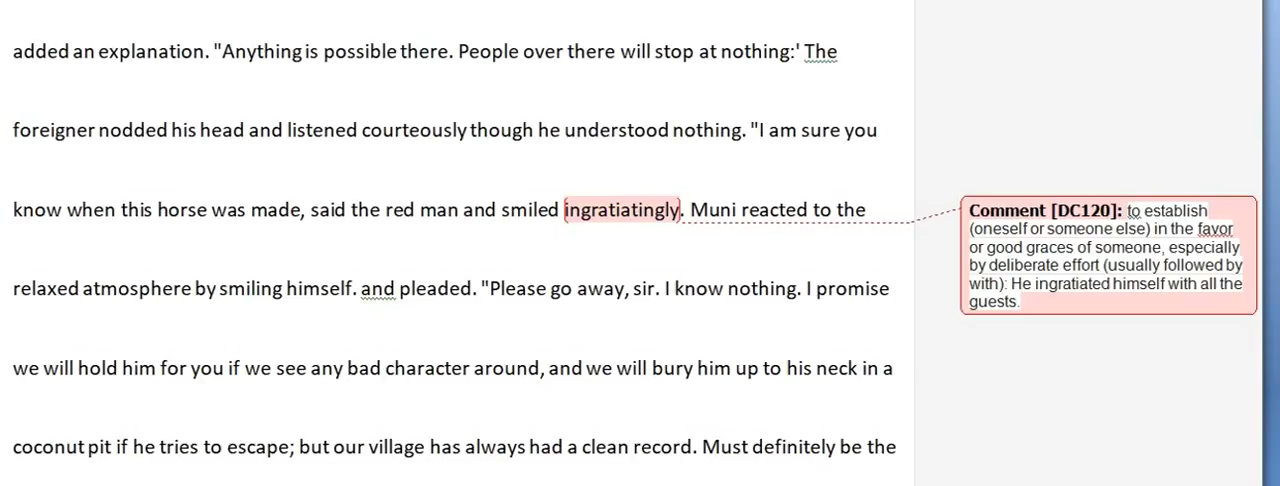 added an explanation. "Anything is possible there. People over there will stop at nothing:' The
foreigner nodded his head and listened courteously though he understood nothing. "I am sure you
know when this horse was made, said the red man and smiled ingratiatingly. Muni reacted to the
relaxed atmosphere by smiling himself. and pleaded. "Please go away, sir. I know nothing. I promise
we will hold him for you if we see any bad character around, and we will bury him up to his neck in a
coconut pit if he tries to escape; but our village has always had a clean record. Must definitely be the
Comment [DC120]: to establish
(oneself or someone else) in the favor
or good graces of someone, especially
by deliberate effort (usually followed by
with): He ingratiated himself with all the
guests.